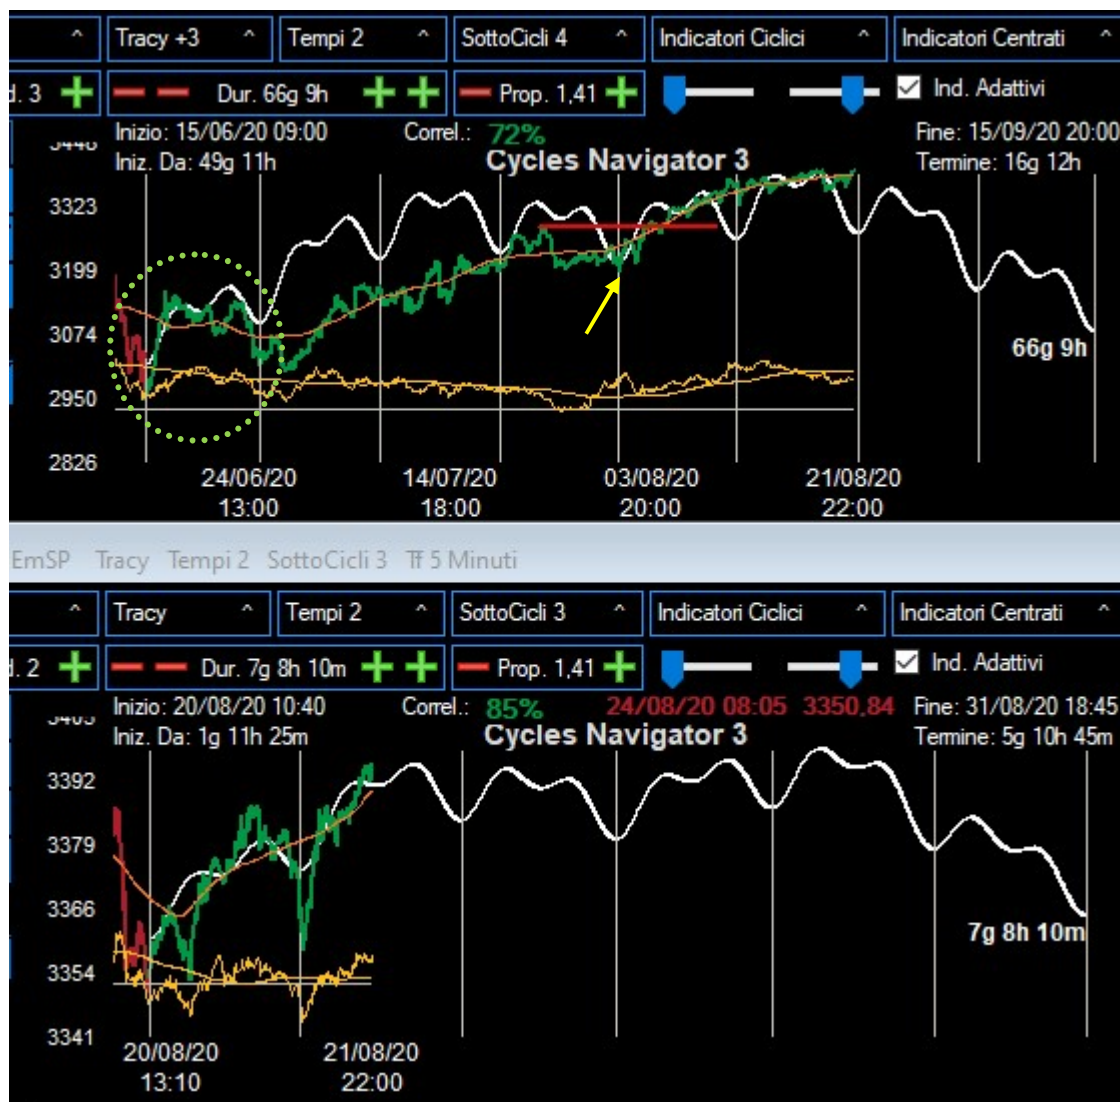 Tracy +3 ^ Tempi 2 ^ SottoCicli 4 ^ Indicatori Ciclici ^ Indicatori Centrati ^
d. 3 Dur. 66g 9h Prop. 1,41 Ind. Adattivi
Inizio: 15/06/20 09:00 Correl.: 72% Fine: 15/09/20 20:00
Iniz. Da: 49g 11h Cycles Navigator 3 Termine: 16g 12h
3323
3199
3074
66g 9h
2950
2826
24/06/20 14/07/20 03/08/20 21/08/20
13:00 18:00 20:00 22:00
EmSP Tracy Tempi 2 SottoCicli 3 Tf 5 Minuti
Tracy ^ Tempi 2 ^ SottoCicli 3 ^ Indicatori Ciclici ^ Indicatori Centrati ^
d. 2 Dur. 7g 8h 10m Prop. 1,41 Ind. Adattivi
Inizio: 20/08/20 10:40 Correl.: 85% 24/08/20 08:05 3350,84 Fine: 31/08/20 18:45
Iniz. Da: 1g 11h 25m Cycles Navigator 3 Termine: 5g 10h 45m
3392
3379
3366
7g 8h 10m
3354
3341
20/08/20 21/08/20
13:10 22:00